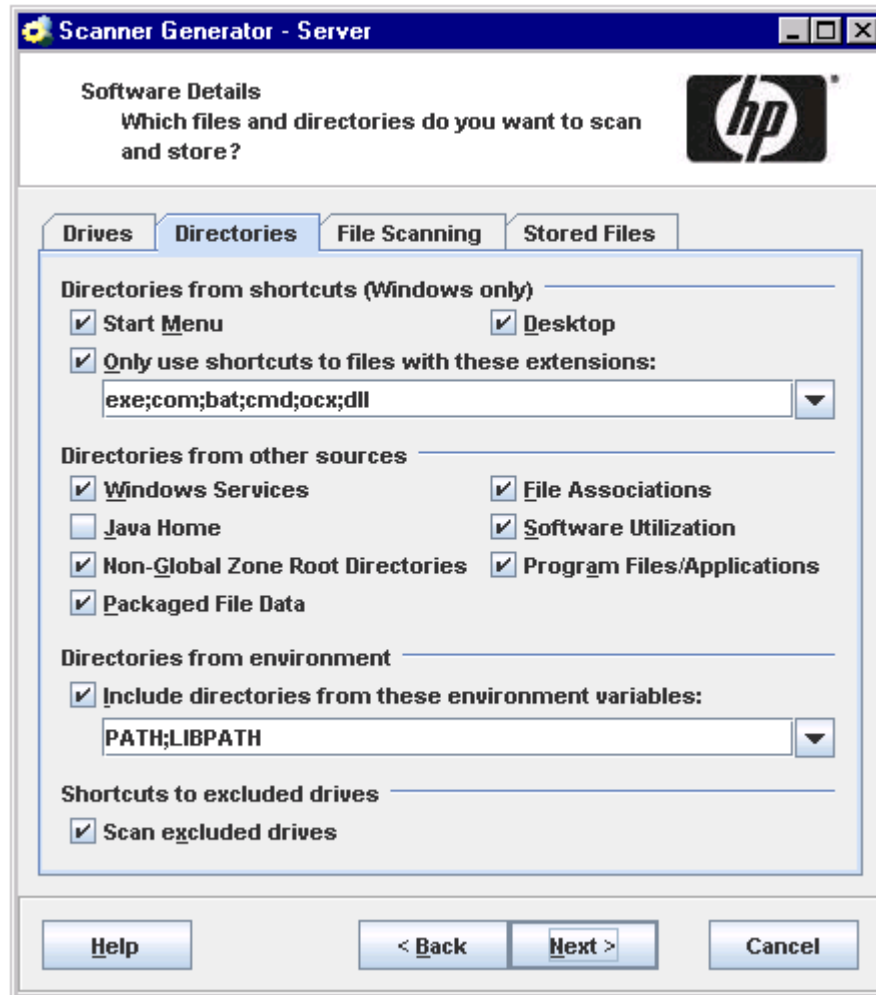 Scanner Generator - Server
Software Details
Which files and directories do you want to scan
and store?
hp
Drives Directories File Scanning Stored Files
Directories from shortcuts (Windows only)
Start Menu Desktop
Only use shortcuts to files with these extensions:
exe;com;bat;cmd;ocx;dll
Directories from other sources
Windows Services File Associations
Java Home Software Utilization
Non-Global Zone Root Directories Program Files/Applications
Packaged File Data
Directories from environment
Include directories from these environment variables:
PATH;LIBPATH
Shortcuts to excluded drives
Scan excluded drives
Help < Back Next > Cancel